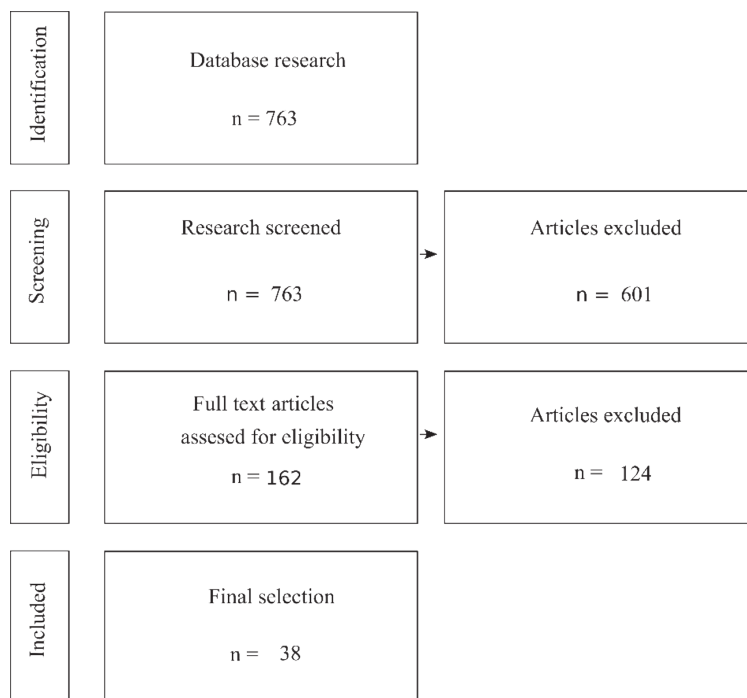 Identification
Database research
n = 763
Screening
Research screened
n = 763
Articles excluded
n = 601
Eligibility
Full text articles
assesed for eligibility
n = 162
Articles excluded
n = 124
Included
Final selection
n = 38